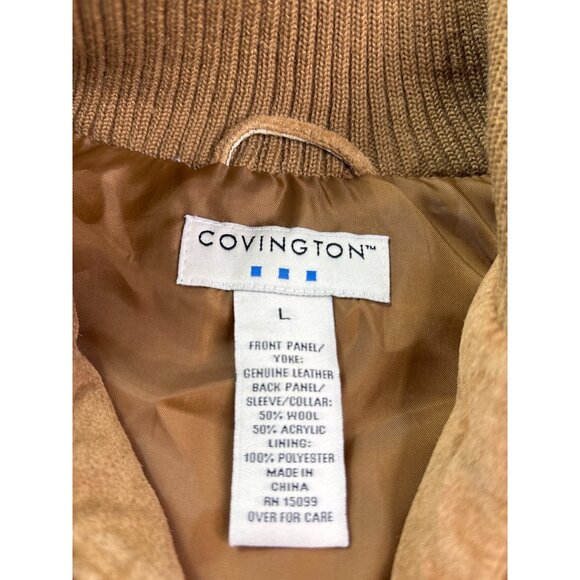 COVINGTON™
L
FRONT PANEL/
YOKE:
GENUINE LEATHER
BACK PANEL/
SLEEVE/COLLAR:
50% WOOL
50% ACRYLIC
LINING:
100% POLYESTER
MADE IN
CHINA
RN 15099
OVER FOR CARE